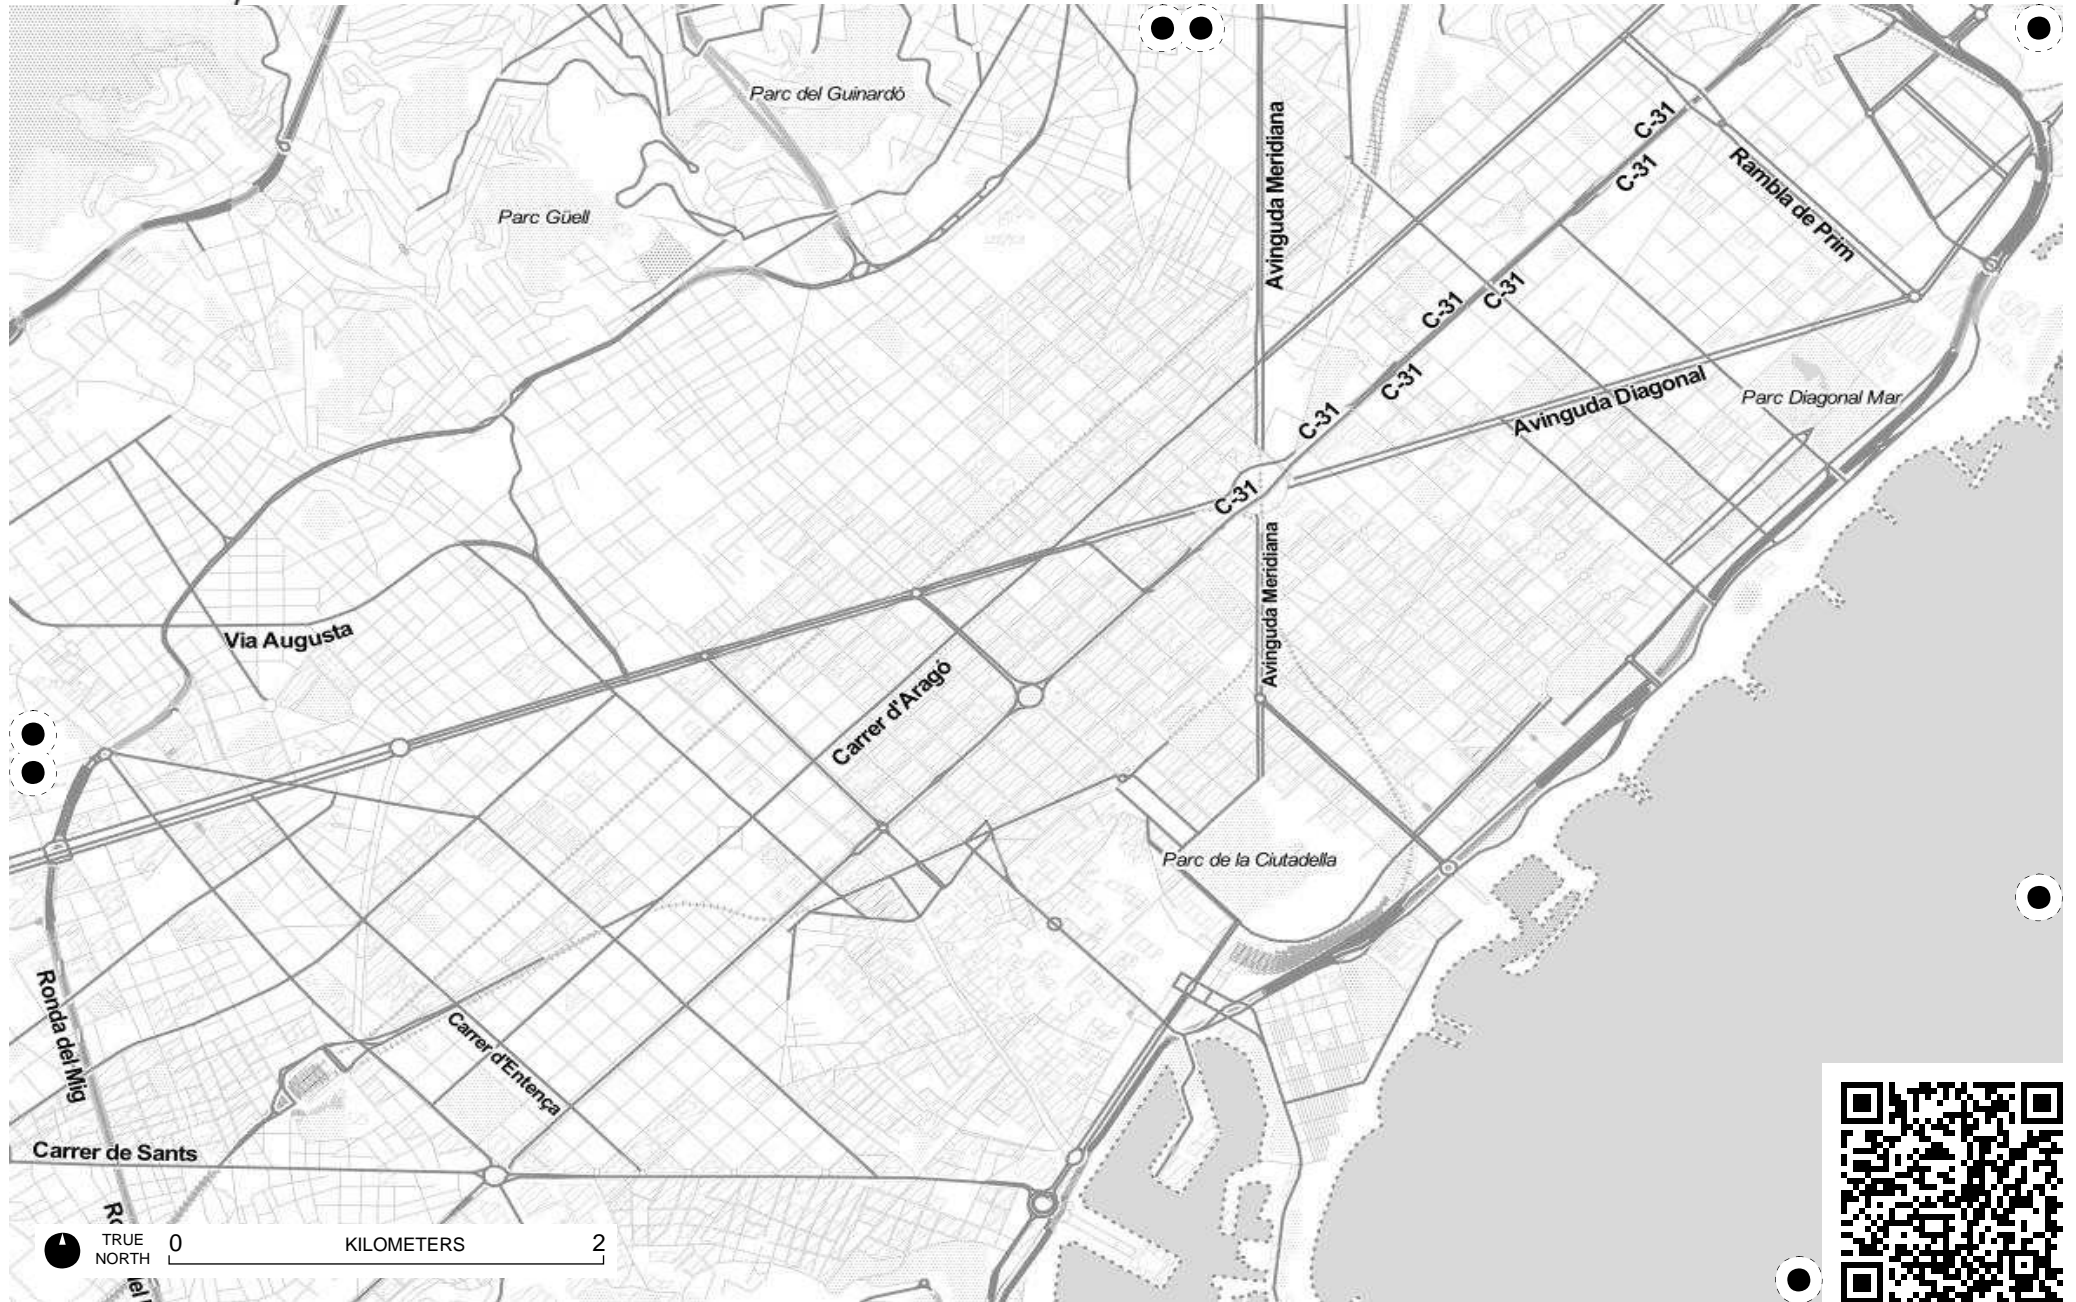 Parc del Guinardó
Avinguda Meridiana
C-31
C-31
Rambla de Prim
Parc Güell
C-31
C-31
C-31
C-31
Avinguda Diagonal
Parc Diagonal Mar
C-31
Avinguda Meridiana
Via Augusta
Carrer d'Aragó
Parc de la Ciutadella
Ronda del Mig
Carrer d'Entença
Carrer de Sants
TRUE
NORTH
0 KILOMETERS 2